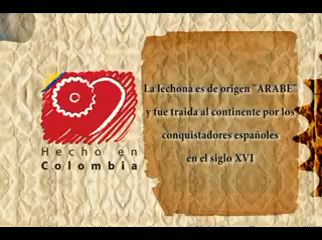 La lechona es de origen "ARABE"
y fue traida al continente por los
conquistadores españoles
en el siglo XVI
Hecho en
Colombia